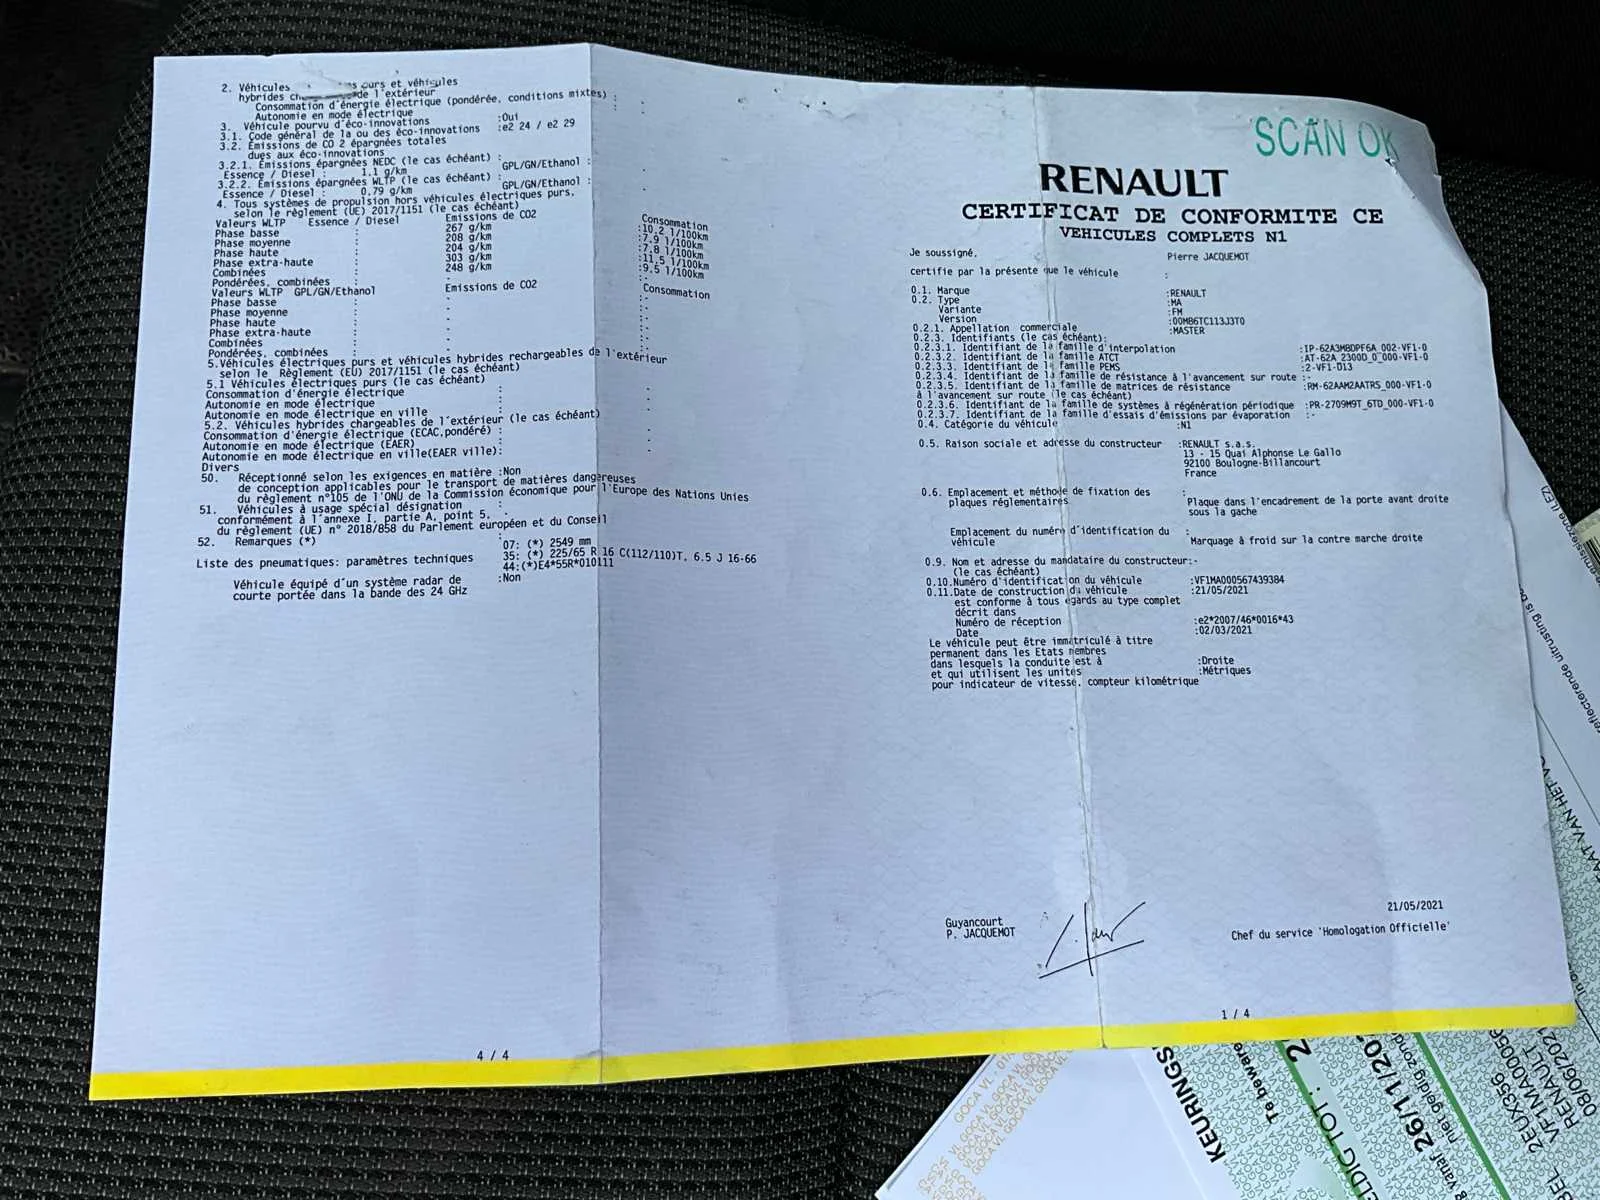 2. Véhicules purs et véhicules
hybrides de l'extérieur
Consommation d'énergie électrique (pondérée, conditions mixtes) :
Autonomie en mode électrique :
3. Véhicule pourvu d'éco-innovations :Oui
3.1. Code général de la ou des éco-innovations :e2 24 / e2 29
3.2. Emissions de CO 2 épargnées totales
dues aux éco-innovations
3.2.1. Émissions épargnées NEDC (le cas échéant) :
Essence / Diesel : 1.1 g/km GPL/GN/Ethanol :
3.2.2. Émissions épargnées WLTP (le cas échéant) :
Essence / Diesel : 0.79 g/km GPL/GN/Ethanol :
4. Tous systèmes de propulsion hors véhicules électriques purs,
selon le règlement (UE) 2017/1151 (le cas échéant)
Valeurs WLTP Essence / Diesel Emissions de CO2 Consommation
Phase basse : 267 g/km :10.2 l/100km
Phase moyenne : 208 g/km :7.9 l/100km
Phase haute : 204 g/km :7.8 l/100km
Phase extra-haute : 303 g/km :11.5 l/100km
Combinées : 248 g/km :9.5 l/100km
Pondérées, combinées : - :-
Valeurs WLTP GPL/GN/Ethanol Emissions de CO2 Consommation
Phase basse : - :-
Phase moyenne : - :-
Phase haute : - :-
Phase extra-haute : - :-
Combinées : - :-
Pondérées, combinées : - :-
5.Véhicules électriques purs et véhicules hybrides rechargeables de l'extérieur
selon le Règlement (EU) 2017/1151 (le cas échéant)
5.1 Véhicules électriques purs (le cas échéant)
Consommation d'énergie électrique : -
Autonomie en mode électrique : -
Autonomie en mode électrique en ville : -
5.2. Véhicules hybrides chargeables de l'extérieur (le cas échéant)
Consommation d'énergie électrique (ECAC,pondéré) : -
Autonomie en mode électrique (EAER) : -
Autonomie en mode électrique en ville(EAER ville): -
Divers
50. Réceptionné selon les exigences en matière :Non
de conception applicables pour le transport de matières dangereuses
du règlement n°105 de l'ONU de la Commission économique pour l'Europe des Nations Unies
51. Véhicules à usage spécial désignation :
conformément à l'annexe I, partie A, point 5,
du règlement (UE) n° 2018/858 du Parlement européen et du Conseil
52. Remarques (*) :
07: (*) 2549 mm
Liste des pneumatiques: paramètres techniques 35: (*) 225/65 R 16 C(112/110)T, 6.5 J 16-66
44:(*)E4*55R*010111
Véhicule équipé d'un système radar de :Non
courte portée dans la bande des 24 GHz
4 / 4
SCAN OK
RENAULT
CERTIFICAT DE CONFORMITE CE
VEHICULES COMPLETS N1
Je soussigné, Pierre JACQUEMOT
certifie par la présente que le véhicule :
0.1. Marque :RENAULT
0.2. Type :MA
Variante :FM
Version :00MB6TC113J3T0
0.2.1. Appellation commerciale :MASTER
0.2.3. Identifiants (le cas échéant):
0.2.3.1. Identifiant de la famille d'interpolation :IP-62A3MBDPF6A_002-VF1-0
0.2.3.2. Identifiant de la famille ATCT :AT-62A_2300D_0_000-VF1-0
0.2.3.3. Identifiant de la famille PEMS :2-VF1-D13
0.2.3.4. Identifiant de la famille de résistance à l'avancement sur route :-
0.2.3.5. Identifiant de la famille de matrices de résistance :RM-62AAM2AATRS_000-VF1-0
à l'avancement sur route (le cas échéant)
0.2.3.6. Identifiant de la famille de systèmes à régénération périodique :PR-2709M9T_6TD_000-VF1-0
0.2.3.7. Identifiant de la famille d'essais d'émissions par évaporation :-
0.4. Catégorie du véhicule :N1
0.5. Raison sociale et adresse du constructeur :RENAULT s.a.s.
13 - 15 Quai Alphonse Le Gallo
92100 Boulogne-Billancourt
France
0.6. Emplacement et méthode de fixation des :
plaques réglementaires Plaque dans l'encadrement de la porte avant droite
sous la gache
Emplacement du numéro d'identification du :
véhicule Marquage à froid sur la contre marche droite
0.9. Nom et adresse du mandataire du constructeur:-
(le cas échéant)
0.10.Numéro d'identification du véhicule :VF1MA000567439384
0.11.Date de construction du véhicule :21/05/2021
est conforme à tous égards au type complet
décrit dans
Numéro de réception :e2*2007/46*0016*43
Date :02/03/2021
Le véhicule peut être immatriculé à titre
permanent dans les Etats membres
dans lesquels la conduite est à :Droite
et qui utilisent les unités :Métriques
pour indicateur de vitesse, compteur kilométrique
21/05/2021
Guyancourt
P. JACQUEMOT Chef du service 'Homologation Officielle'
1 / 4
reflecterende uitrusting is
KEURINGS
Te beware
26/11/20
2EUX356
VF1MA00056
RENAULT
08/06/202
GOCA VL